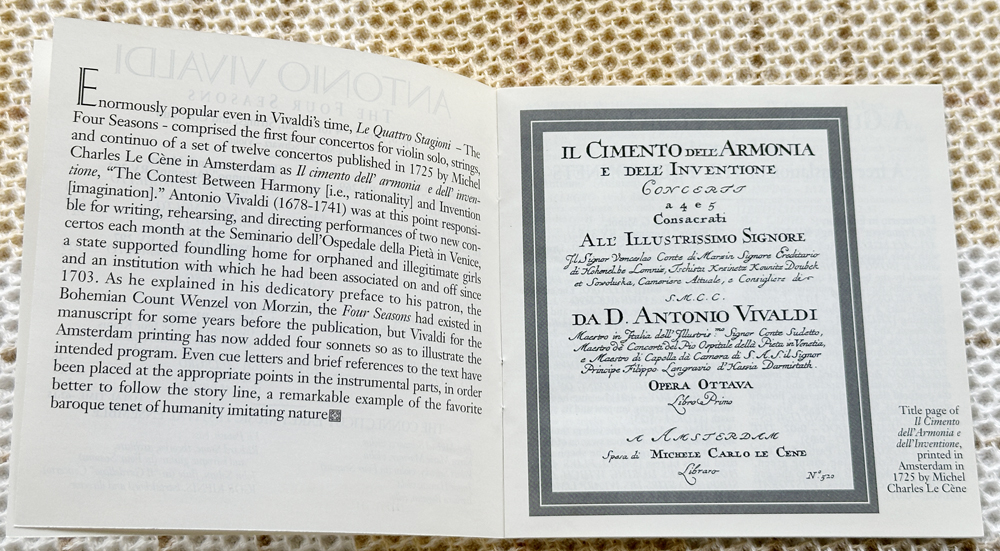 Enormously popular even in Vivaldi's time, Le Quattro Stagioni – The
Four Seasons - comprised the first four concertos for violin solo, strings,
and continuo of a set of twelve concertos published in 1725 by Michel
Charles Le Cène in Amsterdam as Il cimento dell' armonia e dell' inven-
tione, “The Contest Between Harmony [i.e., rationality] and Invention
[imagination].” Antonio Vivaldi (1678-1741) was at this point responsi-
ble for writing, rehearsing, and directing performances of two new con-
certos each month at the Seminario dell'Ospedale della Pietà in Venice,
a state supported foundling home for orphaned and illegitimate girls
and an institution with which he had been associated on and off since
1703. As he explained in his dedicatory preface to his patron, the
Bohemian Count Wenzel von Morzin, the Four Seasons had existed in
manuscript for some years before the publication, but Vivaldi for the
Amsterdam printing has now added four sonnets so as to illustrate the
intended program. Even cue letters and brief references to the text have
been placed at the appropriate points in the instrumental parts, in order
better to follow the story line, a remarkable example of the favorite
baroque tenet of humanity imitating nature
IL CIMENTO DELL' ARMONIA
E DELL' INVENTIONE
CONCERTI
a 4 e 5
Consacrati
ALL' ILLUSTRISSIMO SIGNORE
Il Signor Venceslao Conte di Marzin Signore Ereditario
di Hohenelbe Lomnis, Tschista Krzinetz Kounitz Doubek
et Sowoluska, Cameriere Attuale, e Consigliere di
S.M.C.C.
DA D. ANTONIO VIVALDI
Maestro in Italia dell' Illustris.mo Signor Conte Sudetto,
Maestro de' Concerti del Pio Ospitale della Pieta in Venetia,
e Maestro di Capella dà Camera di S.A.S. il Signor
Principe Filippo Langravio d'Hassia Darmistath.
OPERA OTTAVA
Libro Primo
A AMSTERDAM
Spesa di MICHELE CARLO LE CENE
Libraro
No. 520
Title page of
Il Cimento
dell'Armonia e
dell'Inventione,
printed in
Amsterdam in
1725 by Michel
Charles Le Cène